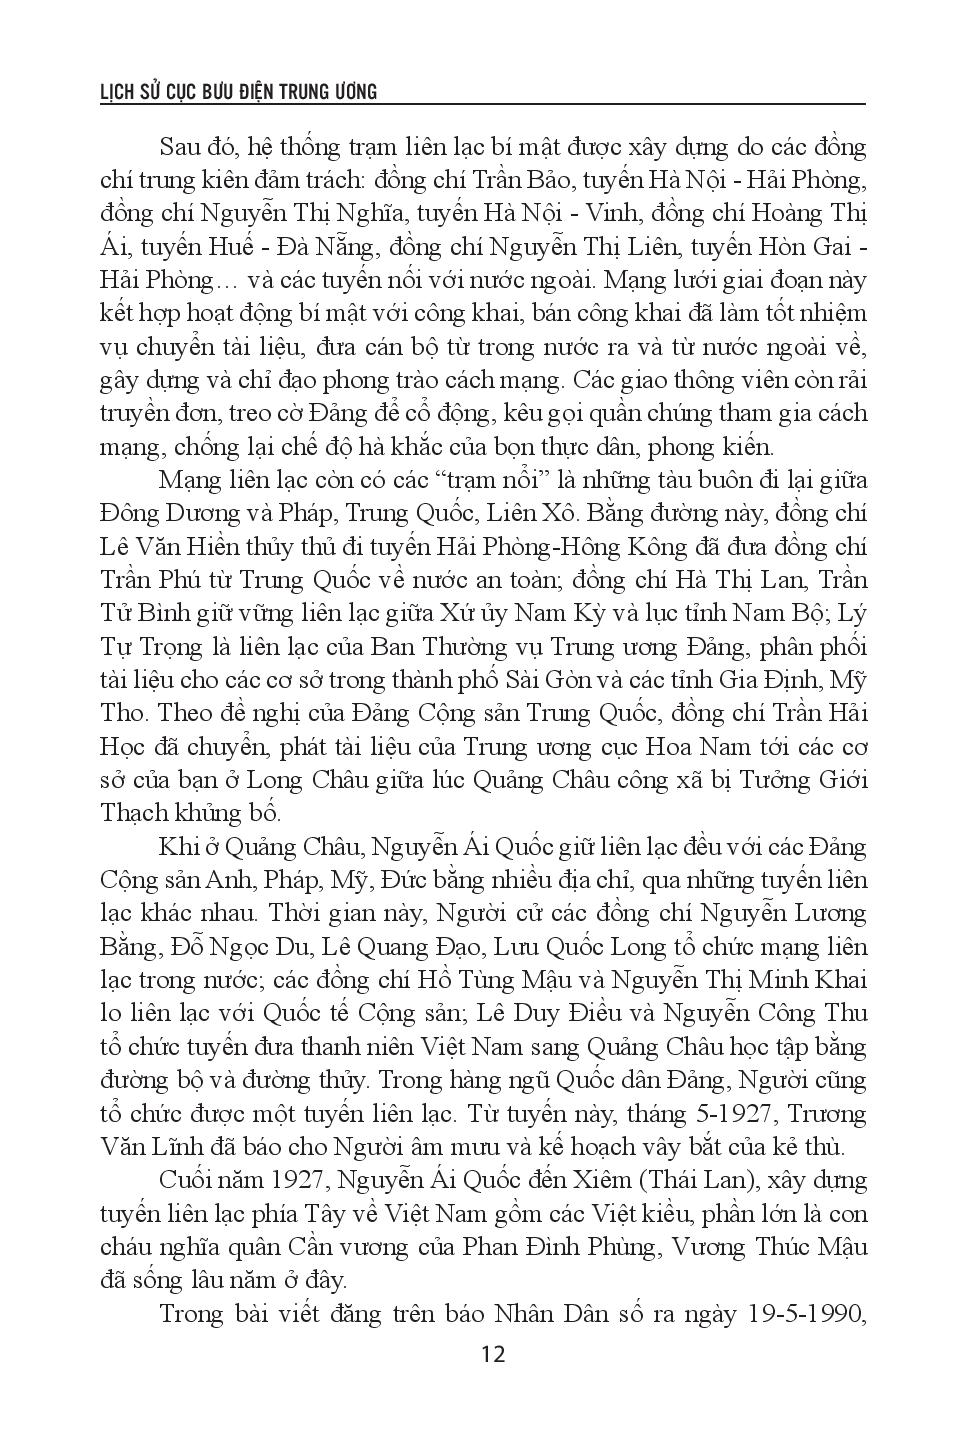 LỊCH SỬ CỤC BƯU ĐIỆN TRUNG ƯƠNG
Sau đó, hệ thống trạm liên lạc bí mật được xây dựng do các đồng
chí trung kiên đảm trách: đồng chí Trần Bảo, tuyến Hà Nội - Hải Phòng,
đồng chí Nguyễn Thị Nghĩa, tuyến Hà Nội - Vinh, đồng chí Hoàng Thị
Ái, tuyến Huế - Đà Nẵng, đồng chí Nguyễn Thị Liên, tuyến Hòn Gai -
Hải Phòng… và các tuyến nối với nước ngoài. Mạng lưới giai đoạn này
kết hợp hoạt động bí mật với công khai, bán công khai đã làm tốt nhiệm
vụ chuyển tài liệu, đưa cán bộ từ trong nước ra và từ nước ngoài về,
gây dựng và chỉ đạo phong trào cách mạng. Các giao thông viên còn rải
truyền đơn, treo cờ Đảng để cổ động, kêu gọi quần chúng tham gia cách
mạng, chống lại chế độ hà khắc của bọn thực dân, phong kiến.
Mạng liên lạc còn có các “trạm nổi” là những tàu buôn đi lại giữa
Đông Dương và Pháp, Trung Quốc, Liên Xô. Bằng đường này, đồng chí
Lê Văn Hiền thủy thủ đi tuyến Hải Phòng-Hông Kông đã đưa đồng chí
Trần Phú từ Trung Quốc về nước an toàn; đồng chí Hà Thị Lan, Trần
Tử Bình giữ vững liên lạc giữa Xứ ủy Nam Kỳ và lục tỉnh Nam Bộ; Lý
Tự Trọng là liên lạc của Ban Thường vụ Trung ương Đảng, phân phối
tài liệu cho các cơ sở trong thành phố Sài Gòn và các tỉnh Gia Định, Mỹ
Tho. Theo đề nghị của Đảng Cộng sản Trung Quốc, đồng chí Trần Hải
Học đã chuyển, phát tài liệu của Trung ương cục Hoa Nam tới các cơ
sở của bạn ở Long Châu giữa lúc Quảng Châu công xã bị Tưởng Giới
Thạch khủng bố.
Khi ở Quảng Châu, Nguyễn Ái Quốc giữ liên lạc đều với các Đảng
Cộng sản Anh, Pháp, Mỹ, Đức bằng nhiều địa chỉ, qua những tuyến liên
lạc khác nhau. Thời gian này, Người cử các đồng chí Nguyễn Lương
Bằng, Đỗ Ngọc Du, Lê Quang Đạo, Lưu Quốc Long tổ chức mạng liên
lạc trong nước; các đồng chí Hồ Tùng Mậu và Nguyễn Thị Minh Khai
lo liên lạc với Quốc tế Cộng sản; Lê Duy Điều và Nguyễn Công Thu
tổ chức tuyến đưa thanh niên Việt Nam sang Quảng Châu học tập bằng
đường bộ và đường thủy. Trong hàng ngũ Quốc dân Đảng, Người cũng
tổ chức được một tuyến liên lạc. Từ tuyến này, tháng 5-1927, Trương
Văn Lĩnh đã báo cho Người âm mưu và kế hoạch vây bắt của kẻ thù.
Cuối năm 1927, Nguyễn Ái Quốc đến Xiêm (Thái Lan), xây dựng
tuyến liên lạc phía Tây về Việt Nam gồm các Việt kiều, phần lớn là con
cháu nghĩa quân Cần vương của Phan Đình Phùng, Vương Thúc Mậu
đã sống lâu năm ở đây.
Trong bài viết đăng trên báo Nhân Dân số ra ngày 19-5-1990,
12